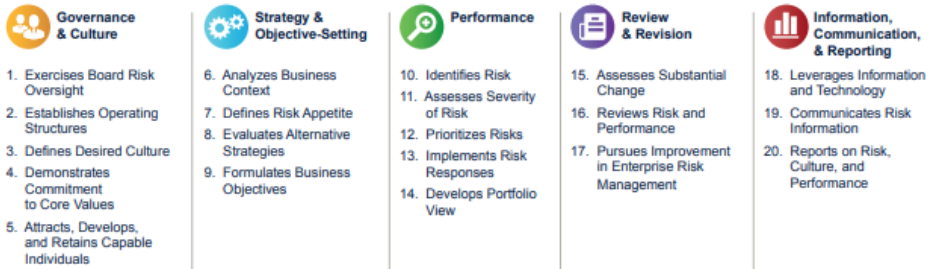 Governance
& Culture
1. Exercises Board Risk
Oversight
2. Establishes Operating
Structures
3. Defines Desired Culture
4. Demonstrates
Commitment
to Core Values
5. Attracts, Develops,
and Retains Capable
Individuals
Strategy &
Objective-Setting
6. Analyzes Business
Context
7. Defines Risk Appetite
8. Evaluates Alternative
Strategies
9. Formulates Business
Objectives
Performance
10. Identifies Risk
11. Assesses Severity
of Risk
12. Prioritizes Risks
13. Implements Risk
Responses
14. Develops Portfolio
View
Review
& Revision
15. Assesses Substantial
Change
16. Reviews Risk and
Performance
17. Pursues Improvement
in Enterprise Risk
Management
Information,
Communication,
& Reporting
18. Leverages Information
and Technology
19. Communicates Risk
Information
20. Reports on Risk,
Culture, and
Performance